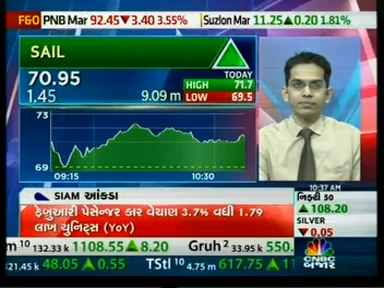 F&O PNB Mar 92.45 ▼ 3.40 3.55% Suzlon Mar 11.25 ▲ 0.20 1.81%
SAIL
TODAY
70.95 HIGH 71.7
1.45 9.09 m LOW 69.5
73
69
09:15 10:30
10:37 AM
SIAM આંકડા
ફેબ્રુઆરી પેસેન્જર કાર વેચાણ 3.7% વધી 1.79
લાખ યુનિટ્સ (YoY)
નિફ્ટી 50
▲ 108.20
SILVER
▼ 0.05
10 132.33 k 1108.55 ▲ 8.20 Gruh 2 33.95 k 550.
21.45 k 48.05 ▲ 0.55 TStl 10 4.75 m 617.75 ▲ 11
CNBC
બજાર